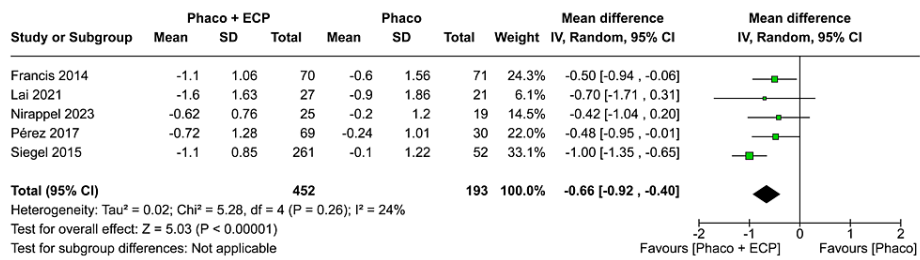 Phaco + ECP Phaco Mean difference Mean difference
Study or Subgroup Mean SD Total Mean SD Total Weight IV, Random, 95% CI IV, Random, 95% CI
Francis 2014 -1.1 1.06 70 -0.6 1.56 71 24.3% -0.50 [-0.94 , -0.06]
Lai 2021 -1.6 1.63 27 -0.9 1.86 21 6.1% -0.70 [-1.71 , 0.31]
Nirappel 2023 -0.62 0.76 25 -0.2 1.2 19 14.5% -0.42 [-1.04 , 0.20]
Pérez 2017 -0.72 1.28 69 -0.24 1.01 30 22.0% -0.48 [-0.95 , -0.01]
Siegel 2015 -1.1 0.85 261 -0.1 1.22 52 33.1% -1.00 [-1.35 , -0.65]
Total (95% CI) 452 193 100.0% -0.66 [-0.92 , -0.40]
Heterogeneity: Tau² = 0.02; Chi² = 5.28, df = 4 (P = 0.26); I² = 24%
Test for overall effect: Z = 5.03 (P < 0.00001)
Test for subgroup differences: Not applicable
-2 -1 0 1 2
Favours [Phaco + ECP] Favours [Phaco]